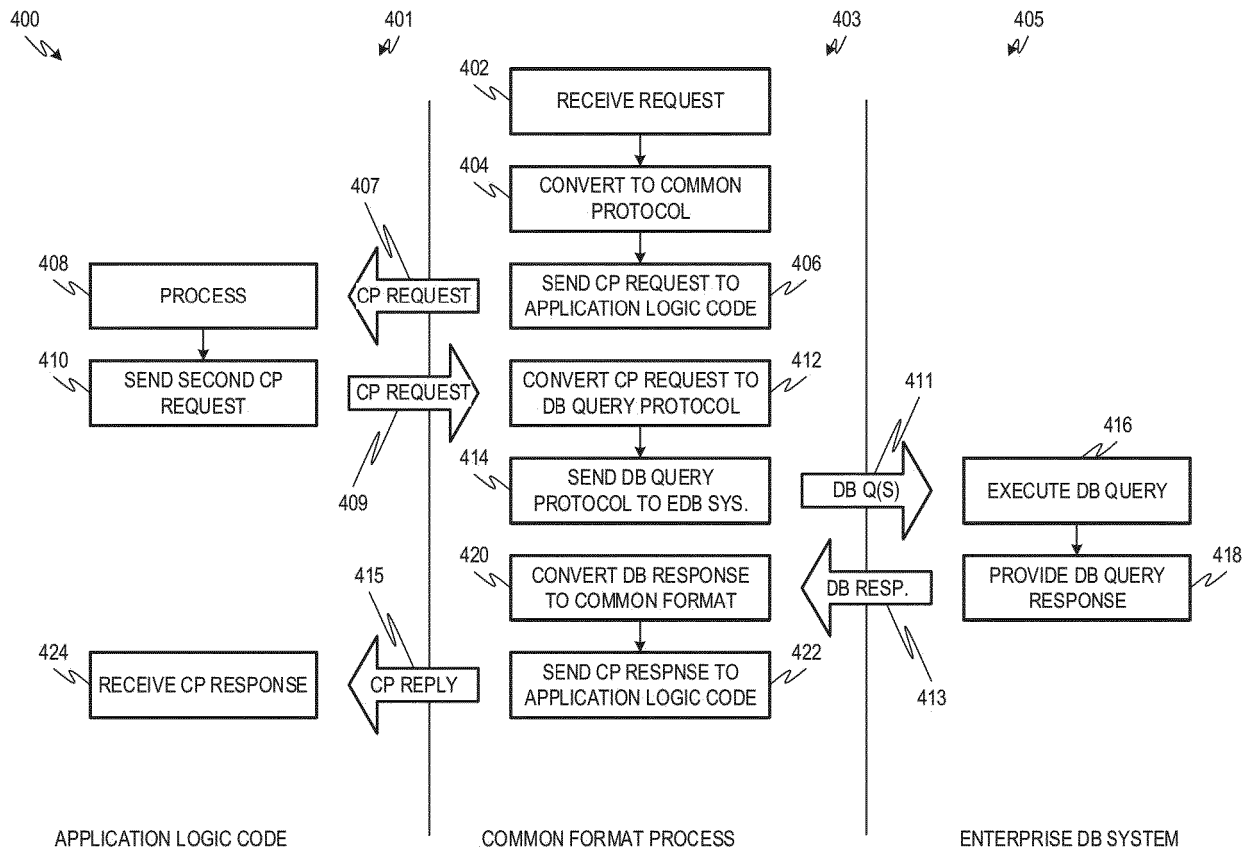 400
401
403
405
402
RECEIVE REQUEST
404
CONVERT TO COMMON
PROTOCOL
407
408
PROCESS
CP REQUEST
SEND CP REQUEST TO
APPLICATION LOGIC CODE
406
410
SEND SECOND CP
REQUEST
CP REQUEST
409
CONVERT CP REQUEST TO
DB QUERY PROTOCOL
412
411
414
SEND DB QUERY
PROTOCOL TO EDB SYS.
DB Q(S)
416
EXECUTE DB QUERY
420
CONVERT DB RESPONSE
TO COMMON FORMAT
DB RESP.
413
PROVIDE DB QUERY
RESPONSE
418
415
424
RECEIVE CP RESPONSE
CP REPLY
SEND CP RESPNSE TO
APPLICATION LOGIC CODE
422
APPLICATION LOGIC CODE
COMMON FORMAT PROCESS
ENTERPRISE DB SYSTEM